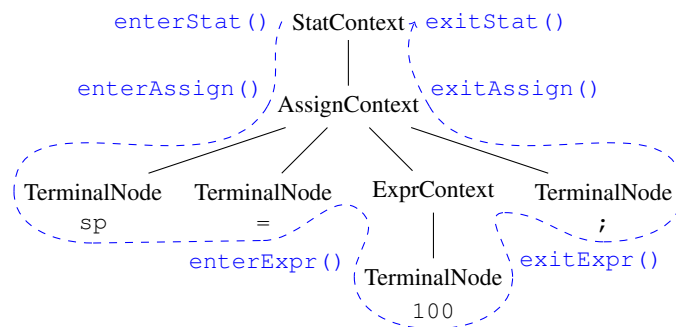 enterStat() StatContext exitStat()
enterAssign() exitAssign()
AssignContext
TerminalNode TerminalNode ExprContext TerminalNode
sp = ;
enterExpr() exitExpr()
TerminalNode
100